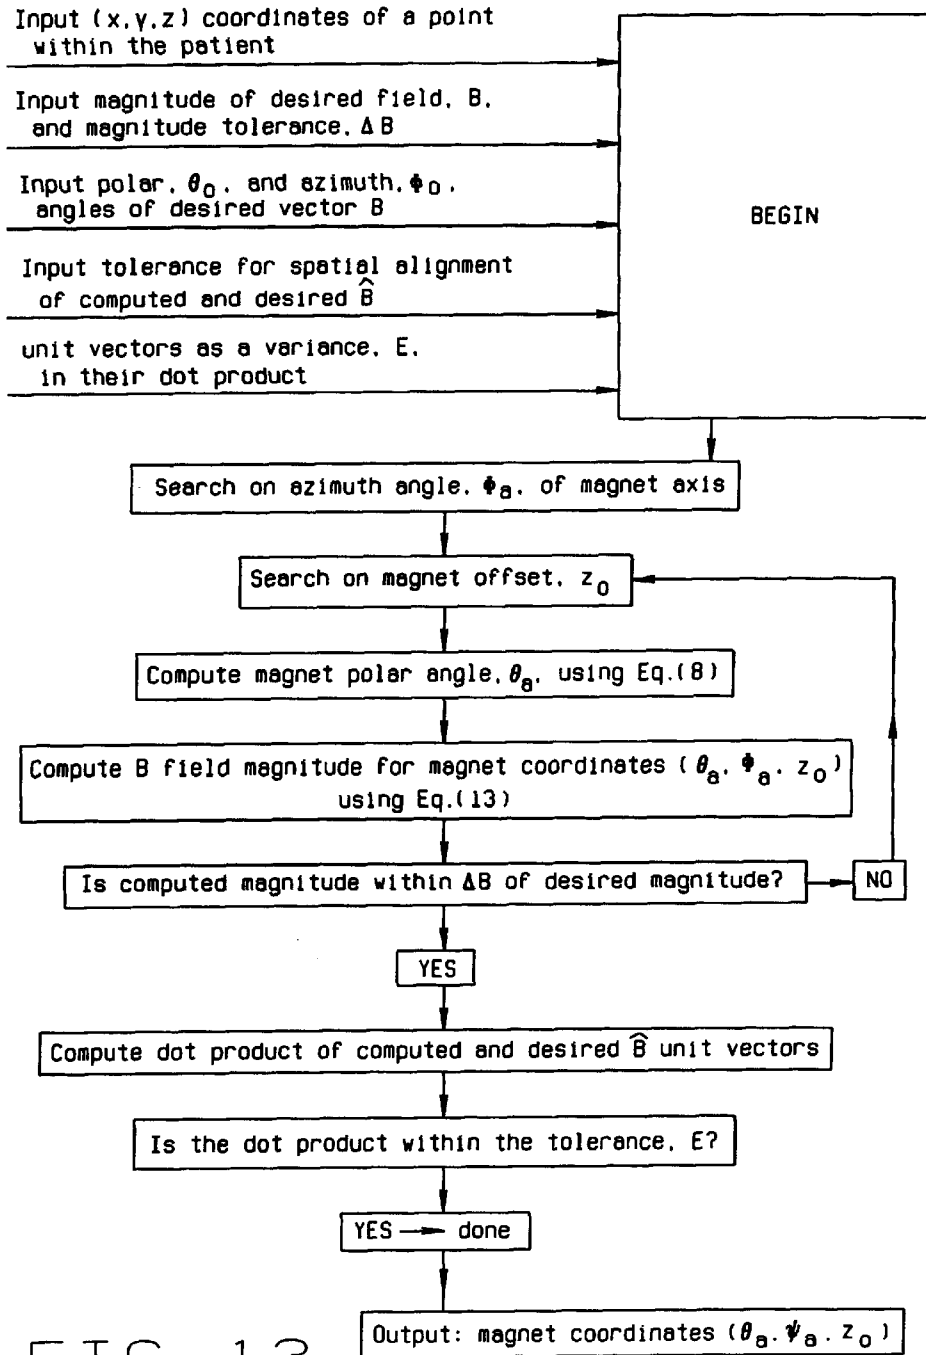 Input (x,y,z) coordinates of a point
within the patient
Input magnitude of desired field, B,
and magnitude tolerance, ΔB
Input polar, θ₀, and azimuth, Φ₀,
angles of desired vector B
Input tolerance for spatial alignment
of computed and desired B̂
unit vectors as a variance, E,
in their dot product
BEGIN
Search on azimuth angle, Φₐ, of magnet axis
Search on magnet offset, z₀
Compute magnet polar angle, θₐ, using Eq.(8)
Compute B field magnitude for magnet coordinates (θₐ, Φₐ, z₀)
using Eq.(13)
Is computed magnitude within ΔB of desired magnitude?
NO
YES
Compute dot product of computed and desired B̂ unit vectors
Is the dot product within the tolerance, E?
YES → done
Output: magnet coordinates (θₐ, ψₐ, z₀)
FIG. 13